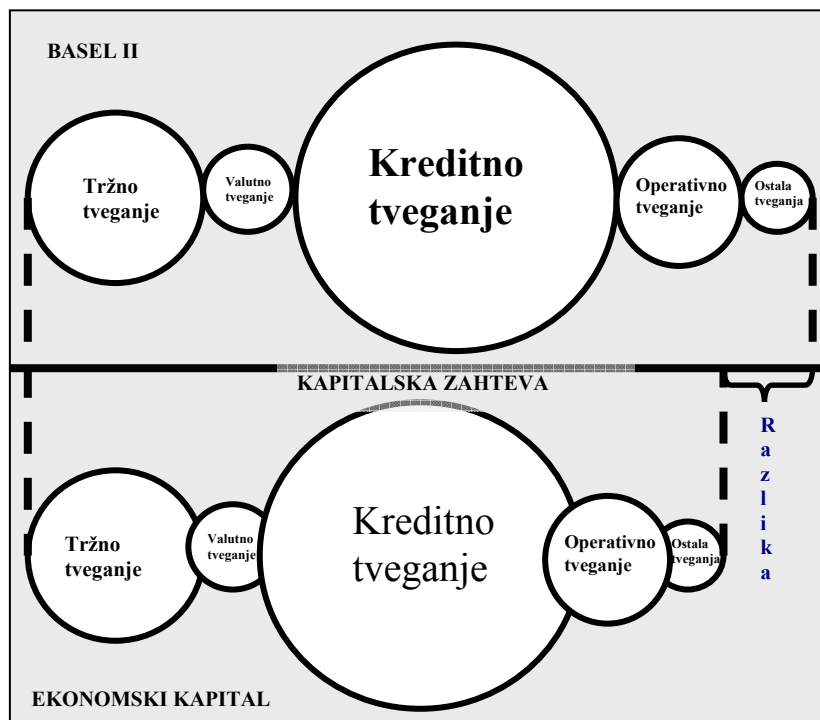 BASEL II
Tržno
tveganje
Valutno
tveganje
Kreditno
tveganje
Operativno
tveganje
Ostala
tveganja
KAPITALSKA ZAHTEVA
Razlika
Tržno
tveganje
Valutno
tveganje
Kreditno
tveganje
Operativno
tveganje
Ostala
tveganja
EKONOMSKI KAPITAL